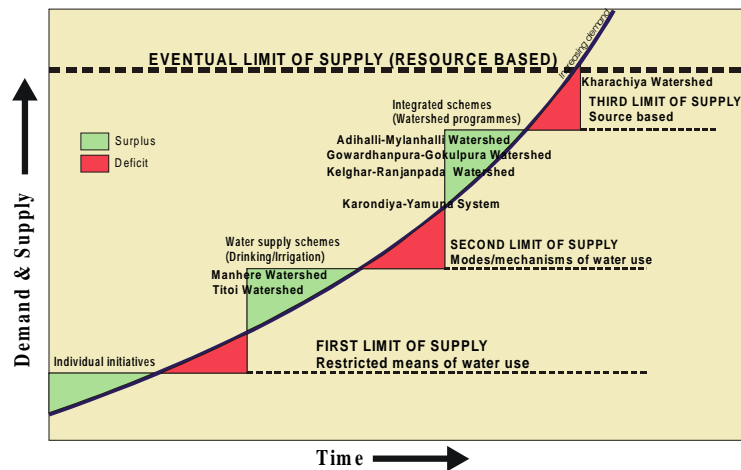 EVENTUAL LIMIT OF SUPPLY (RESOURCE BASED)
Increasing demand
Kharachiya Watershed
THIRD LIMIT OF SUPPLY
Source based
Integrated schemes
(Watershed programmes)
Surplus
Deficit
Adihalli-Mylanhalli Watershed
Gowardhanpura-Gokulpura Watershed
Kelghar-Ranjanpada Watershed
Karondiya-Yamuna System
Water supply schemes
(Drinking/Irrigation)
SECOND LIMIT OF SUPPLY
Modes/mechanisms of water use
Manhere Watershed
Titoi Watershed
FIRST LIMIT OF SUPPLY
Restricted means of water use
Individual initiatives
Demand & Supply
Time